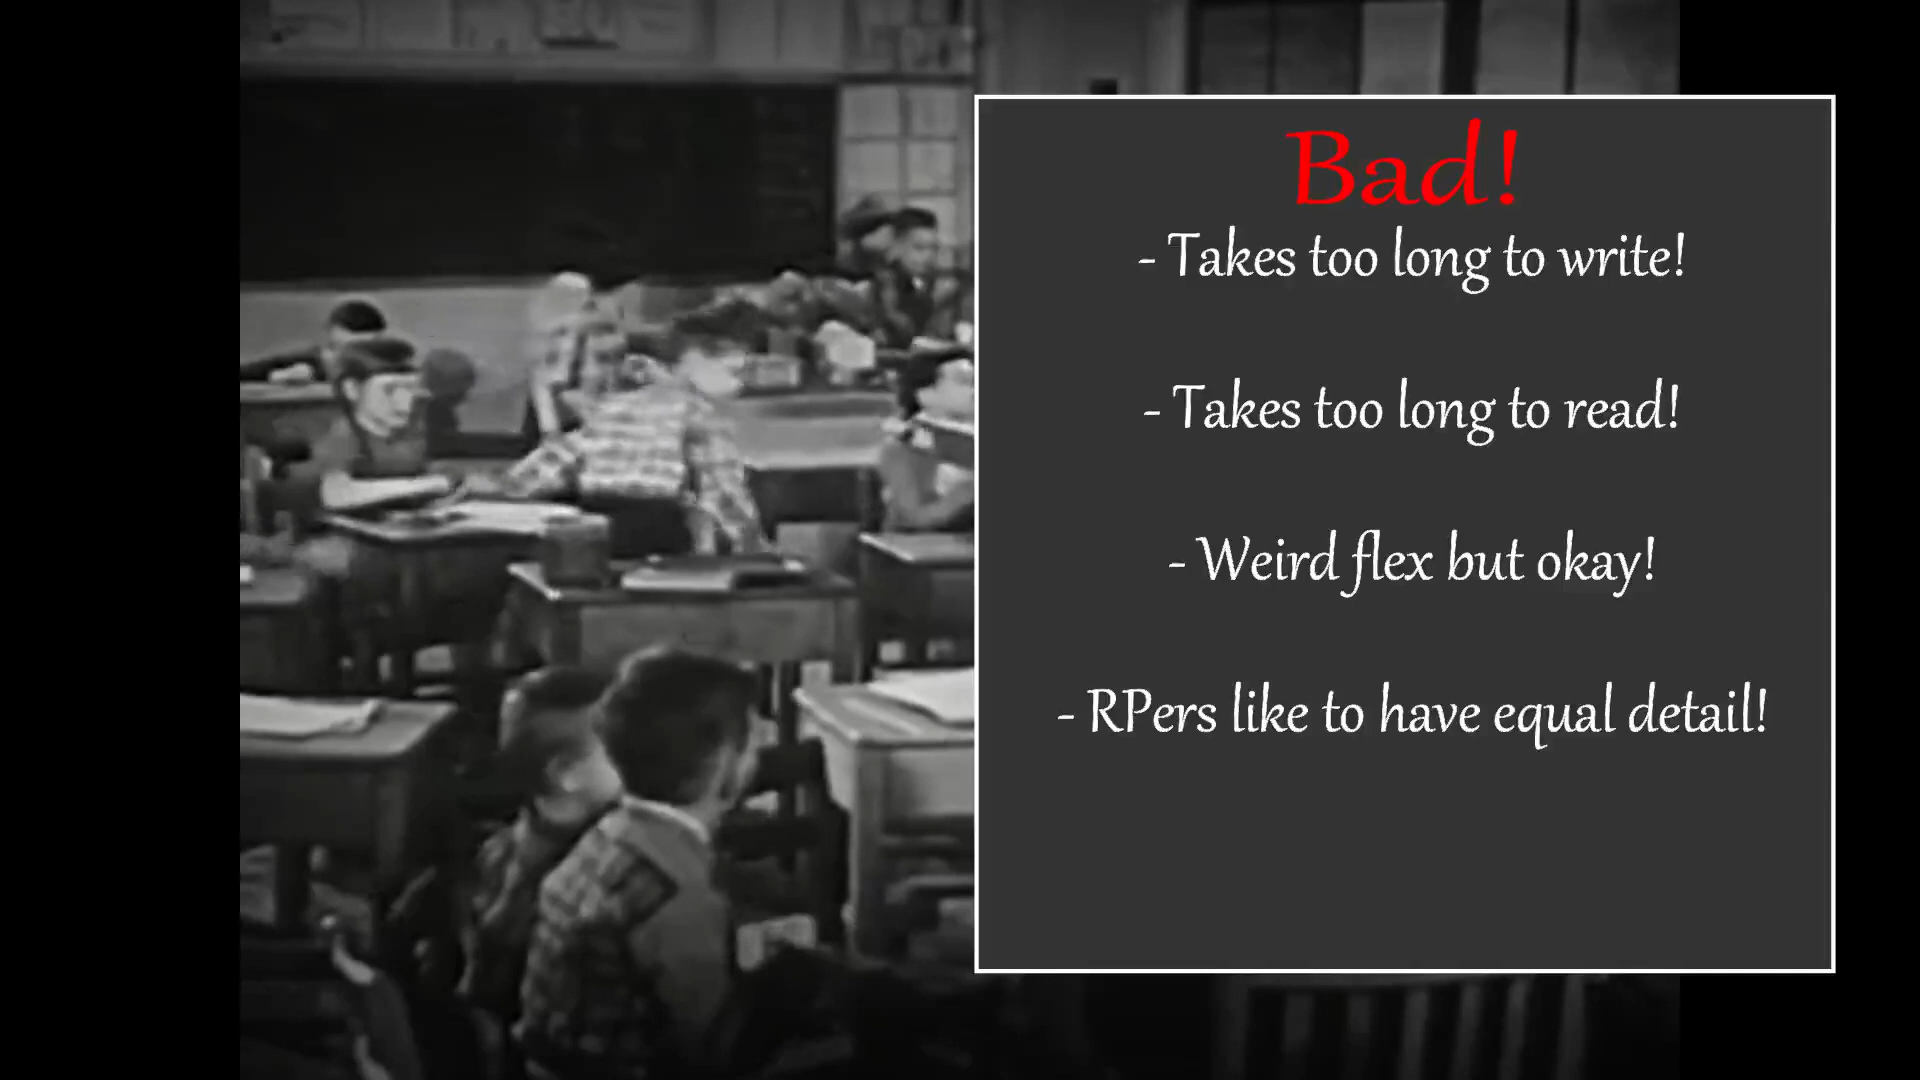 Bad!
- Takes too long to write!
- Takes too long to read!
- Weird flex but okay!
- RPers like to have equal detail!